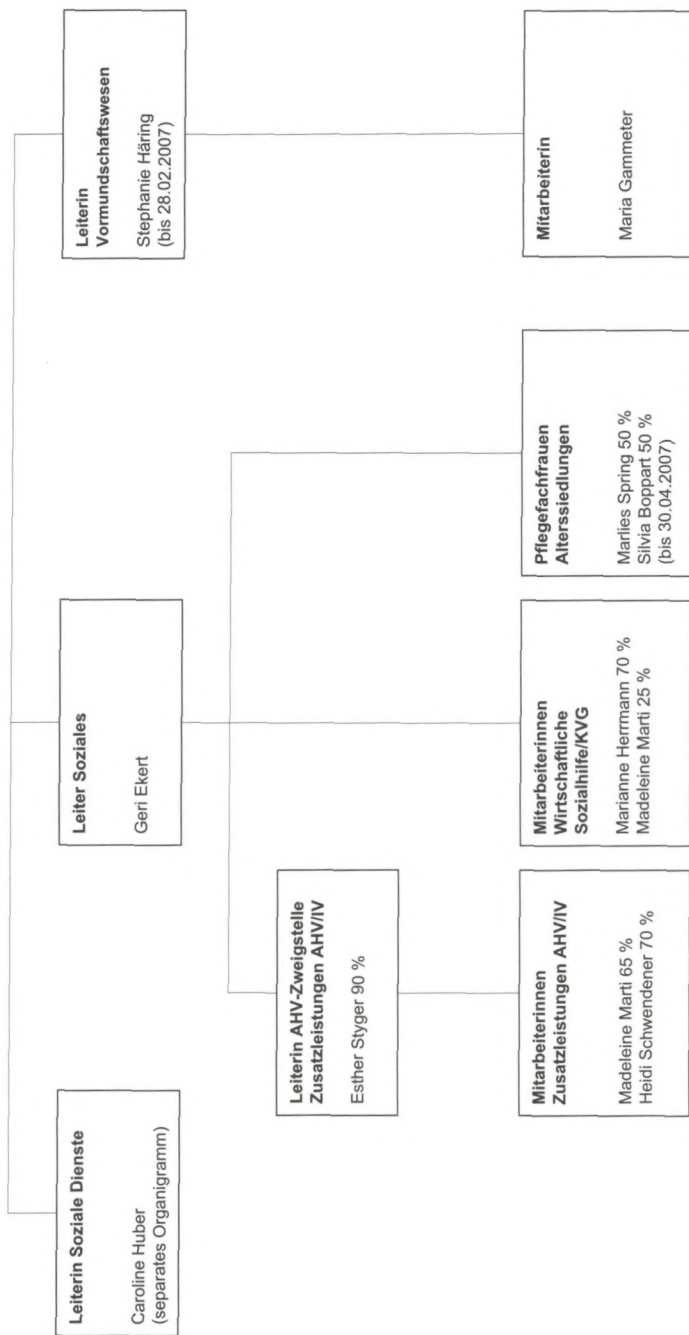 Leiterin Soziale Dienste
Caroline Huber
(separates Organigramm)
Leiter Soziales
Geri Ekert
Leiterin
Vormundschaftswesen
Stephanie Häring
(bis 28.02.2007)
Leiterin AHV-Zweigstelle
Zusatzleistungen AHV/IV
Esther Styger 90 %
Mitarbeiterinnen
Zusatzleistungen AHV/IV
Madeleine Marti 65 %
Heidi Schwendener 70 %
Mitarbeiterinnen
Wirtschaftliche
Sozialhilfe/KVG
Marianne Herrmann 70 %
Madeleine Marti 25 %
Pflegefachfrauen
Alterssiedlungen
Marlies Spring 50 %
Silvia Boppart 50 %
(bis 30.04.2007)
Mitarbeiterin
Maria Gammeter